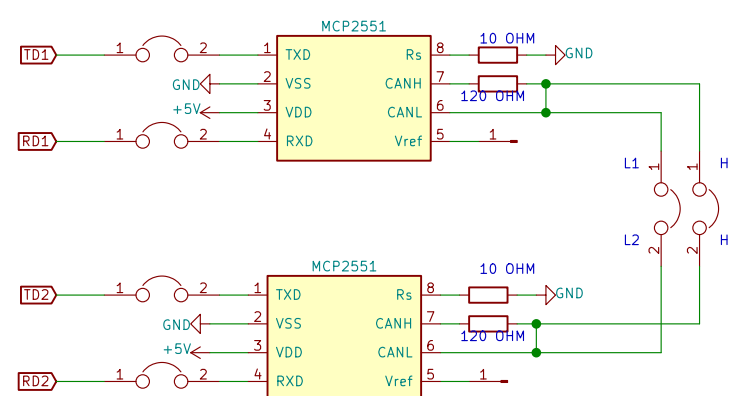 MCP2551
10 OHM
TD1 1 2 1 TXD Rs 8 GND
GND 2 VSS CANH 7
120 OHM
+5V 3 VDD CANL 6
RD1 1 2 4 RXD Vref 5 1
L1 1 1 H
L2 2 2 H
MCP2551
10 OHM
TD2 1 2 1 TXD Rs 8 GND
GND 2 VSS CANH 7
120 OHM
+5V 3 VDD CANL 6
RD2 1 2 4 RXD Vref 5 1